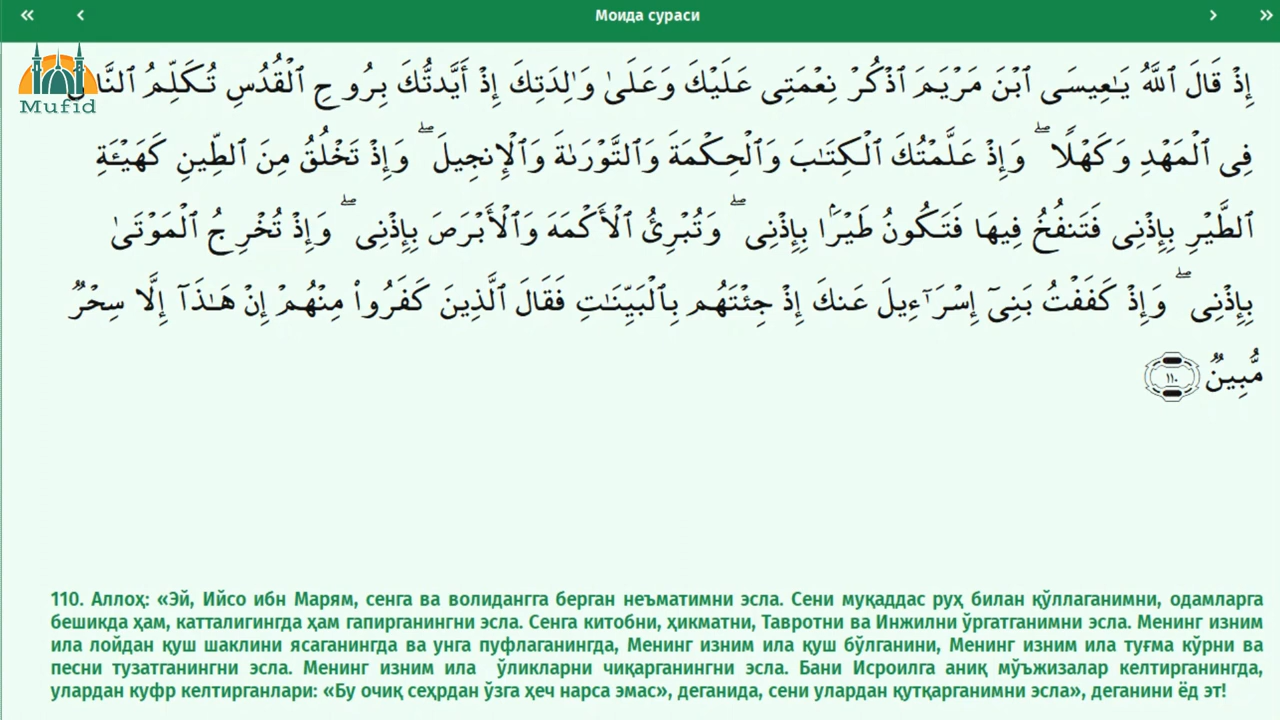 Моида сураси
Mufid
إِذْ قَالَ ٱللَّهُ يَـٰعِيسَى ٱبْنَ مَرْيَمَ ٱذْكُرْ نِعْمَتِى عَلَيْكَ وَعَلَىٰ وَٰلِدَتِكَ إِذْ أَيَّدتُّكَ بِرُوحِ ٱلْقُدُسِ تُكَلِّمُ ٱلنَّاسَ
فِى ٱلْمَهْدِ وَكَهْلًا ۖ وَإِذْ عَلَّمْتُكَ ٱلْكِتَـٰبَ وَٱلْحِكْمَةَ وَٱلتَّوْرَىٰةَ وَٱلْإِنجِيلَ ۖ وَإِذْ تَخْلُقُ مِنَ ٱلطِّينِ كَهَيْـَٔةِ
ٱلطَّيْرِ بِإِذْنِى فَتَنفُخُ فِيهَا فَتَكُونُ طَيْرًۢا بِإِذْنِى ۖ وَتُبْرِئُ ٱلْأَكْمَهَ وَٱلْأَبْرَصَ بِإِذْنِى ۖ وَإِذْ تُخْرِجُ ٱلْمَوْتَىٰ
بِإِذْنِى ۖ وَإِذْ كَفَفْتُ بَنِىٓ إِسْرَٰٓءِيلَ عَنكَ إِذْ جِئْتَهُم بِٱلْبَيِّنَـٰتِ فَقَالَ ٱلَّذِينَ كَفَرُوا۟ مِنْهُمْ إِنْ هَـٰذَآ إِلَّا سِحْرٌ
مُّبِينٌ ١١٠
110. Аллоҳ: «Эй, Ийсо ибн Марям, сенга ва волидангга берган неъматимни эсла. Сени муқаддас руҳ билан қўллаганимни, одамларга
бешикда ҳам, катталигингда ҳам гапирганингни эсла. Сенга китобни, ҳикматни, Тавротни ва Инжилни ўргатганимни эсла. Менинг изним
ила лойдан қуш шаклини ясаганингда ва унга пуфлаганингда, Менинг изним ила қуш бўлганини, Менинг изним ила туғма кўрни ва
песни тузатганингни эсла. Менинг изним ила ўликларни чиқарганингни эсла. Бани Исроилга аниқ мўъжизалар келтирганингда,
улардан куфр келтирганлари: «Бу очиқ сеҳрдан ўзга ҳеч нарса эмас», деганида, сени улардан қутқарганимни эсла», деганини ёд эт!